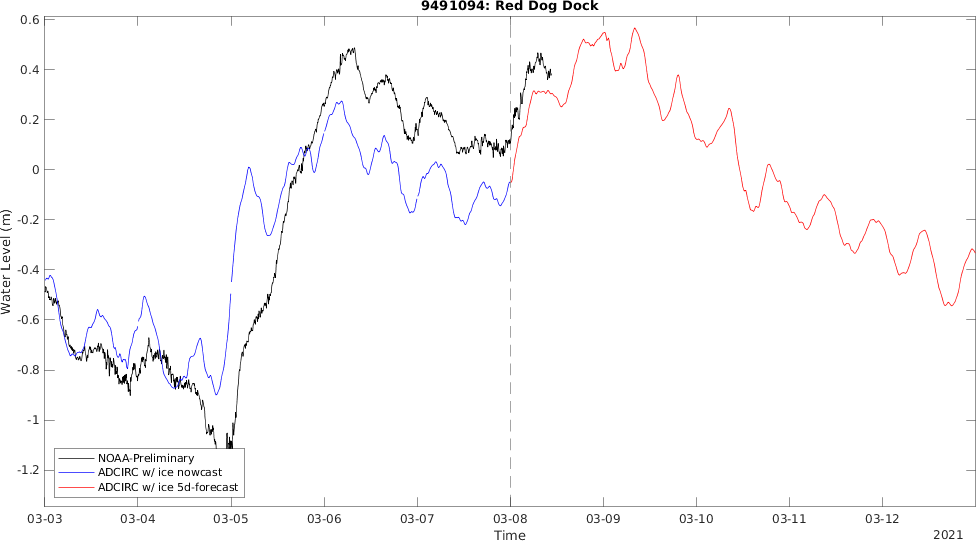 9491094: Red Dog Dock
0.6
0.4
0.2
0
-0.2
-0.4
-0.6
-0.8
-1
-1.2
Water Level (m)
NOAA-Preliminary
ADCIRC w/ ice nowcast
ADCIRC w/ ice 5d-forecast
03-03 03-04 03-05 03-06 03-07 03-08 03-09 03-10 03-11 03-12
Time
2021